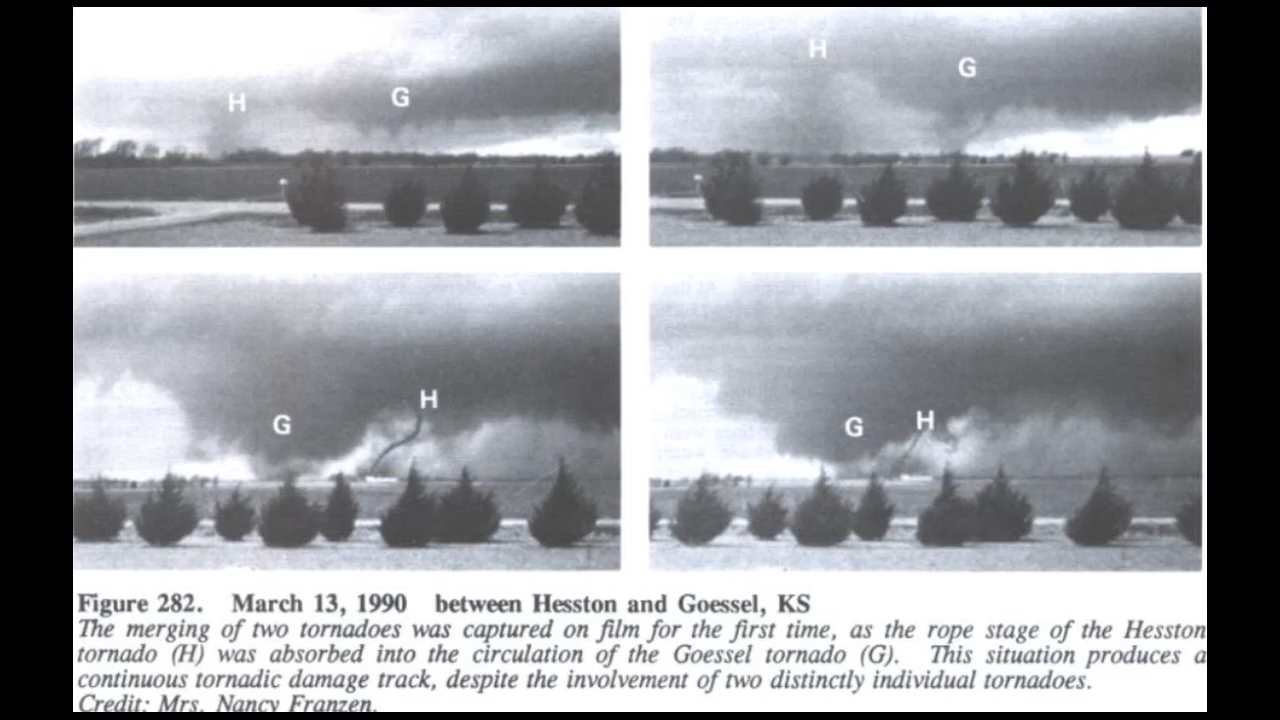 H G
H G
G H
G H
Figure 282. March 13, 1990 between Hesston and Goessel, KS
The merging of two tornadoes was captured on film for the first time, as the rope stage of the Hesston
tornado (H) was absorbed into the circulation of the Goessel tornado (G). This situation produces a
continuous tornadic damage track, despite the involvement of two distinctly individual tornadoes.
Credit: Mrs. Nancy Franzen.